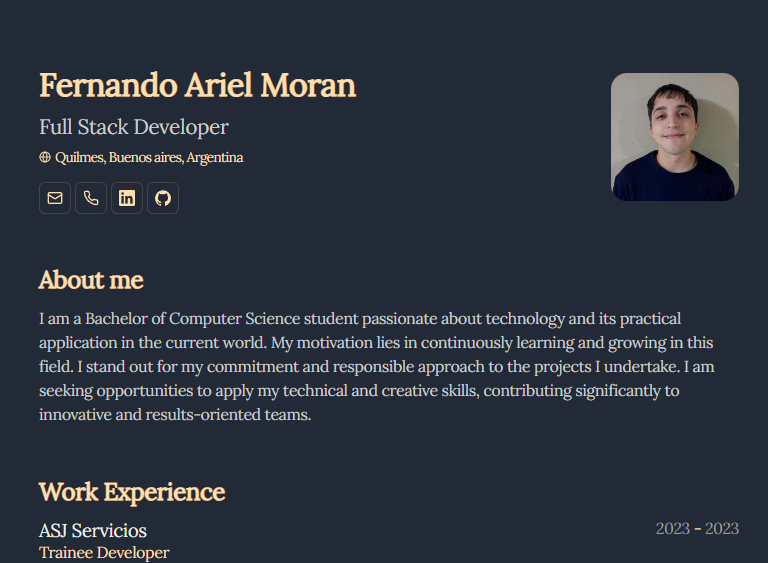 Fernando Ariel Moran
Full Stack Developer
Quilmes, Buenos aires, Argentina
in
About me
I am a Bachelor of Computer Science student passionate about technology and its practical
application in the current world. My motivation lies in continuously learning and growing in this
field. I stand out for my commitment and responsible approach to the projects I undertake. I am
seeking opportunities to apply my technical and creative skills, contributing significantly to
innovative and results-oriented teams.
Work Experience
ASJ Servicios 2023 - 2023
Trainee Developer